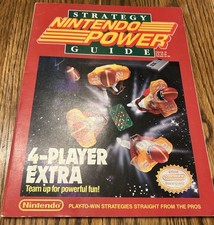 STRATEGY
NINTENDO
POWER
GUIDE
4-PLAYER
EXTRA
Team up for powerful fun!
Nintendo
PLAY-TO-WIN STRATEGIES STRAIGHT FROM THE PROS